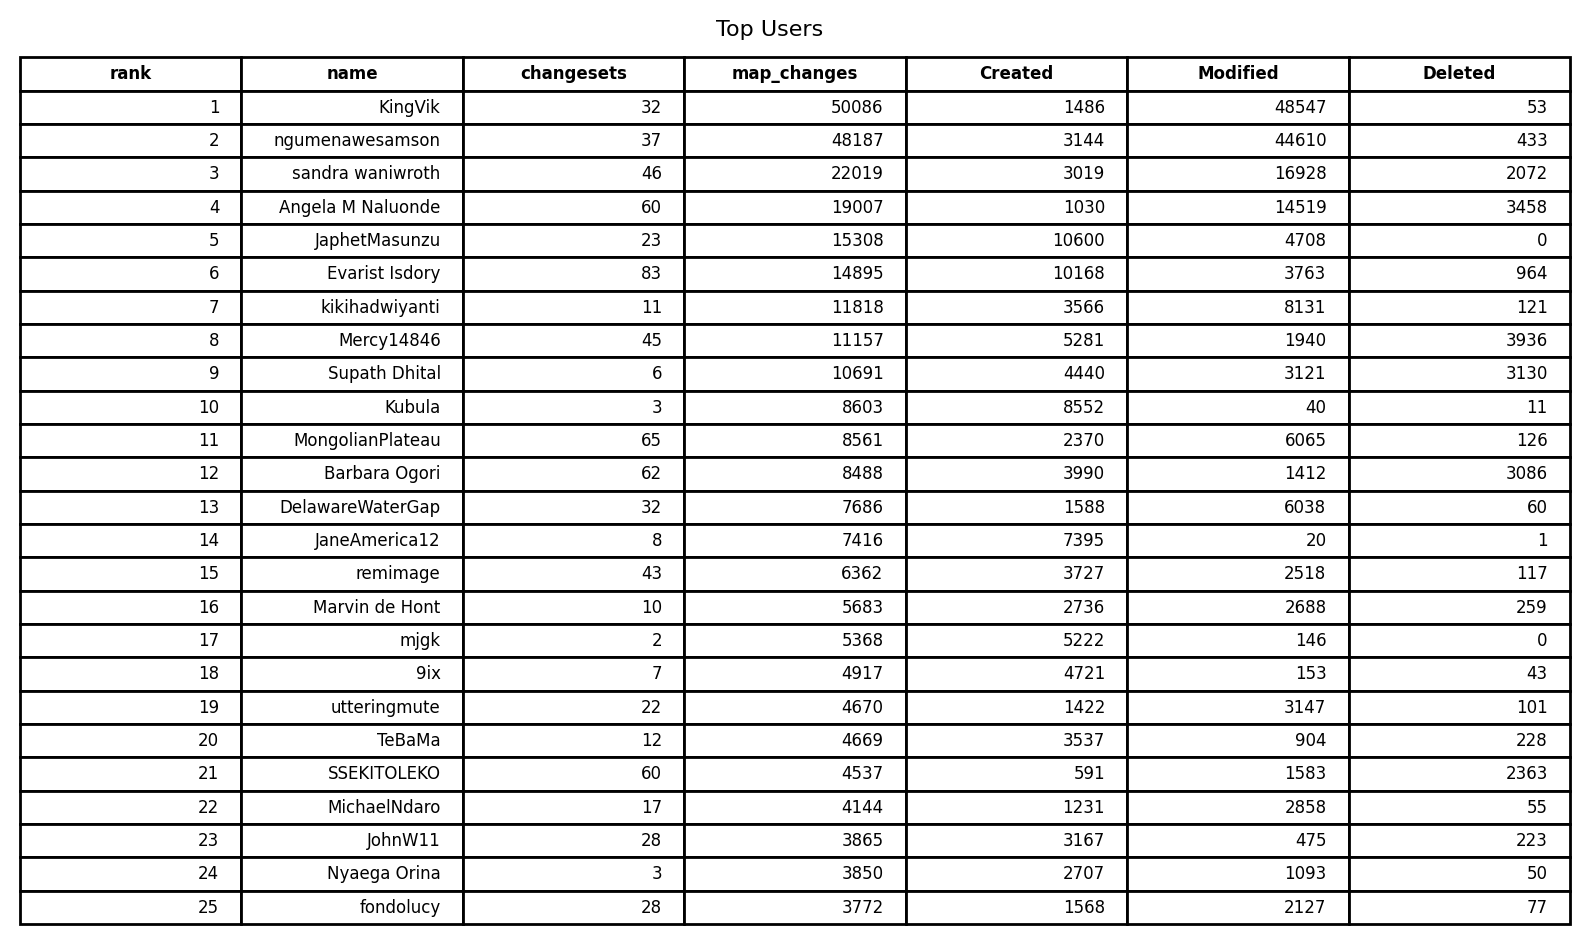 Top Users
rank name changesets map_changes Created Modified Deleted
1 KingVik 32 50086 1486 48547 53
2 ngumenawesamson 37 48187 3144 44610 433
3 sandra waniwroth 46 22019 3019 16928 2072
4 Angela M Naluonde 60 19007 1030 14519 3458
5 JaphetMasunzu 23 15308 10600 4708 0
6 Evarist Isdory 83 14895 10168 3763 964
7 kikihadwiyanti 11 11818 3566 8131 121
8 Mercy14846 45 11157 5281 1940 3936
9 Supath Dhital 6 10691 4440 3121 3130
10 Kubula 3 8603 8552 40 11
11 MongolianPlateau 65 8561 2370 6065 126
12 Barbara Ogori 62 8488 3990 1412 3086
13 DelawareWaterGap 32 7686 1588 6038 60
14 JaneAmerica12 8 7416 7395 20 1
15 remimage 43 6362 3727 2518 117
16 Marvin de Hont 10 5683 2736 2688 259
17 mjgk 2 5368 5222 146 0
18 9ix 7 4917 4721 153 43
19 utteringmute 22 4670 1422 3147 101
20 TeBaMa 12 4669 3537 904 228
21 SSEKITOLEKO 60 4537 591 1583 2363
22 MichaelNdaro 17 4144 1231 2858 55
23 JohnW11 28 3865 3167 475 223
24 Nyaega Orina 3 3850 2707 1093 50
25 fondolucy 28 3772 1568 2127 77